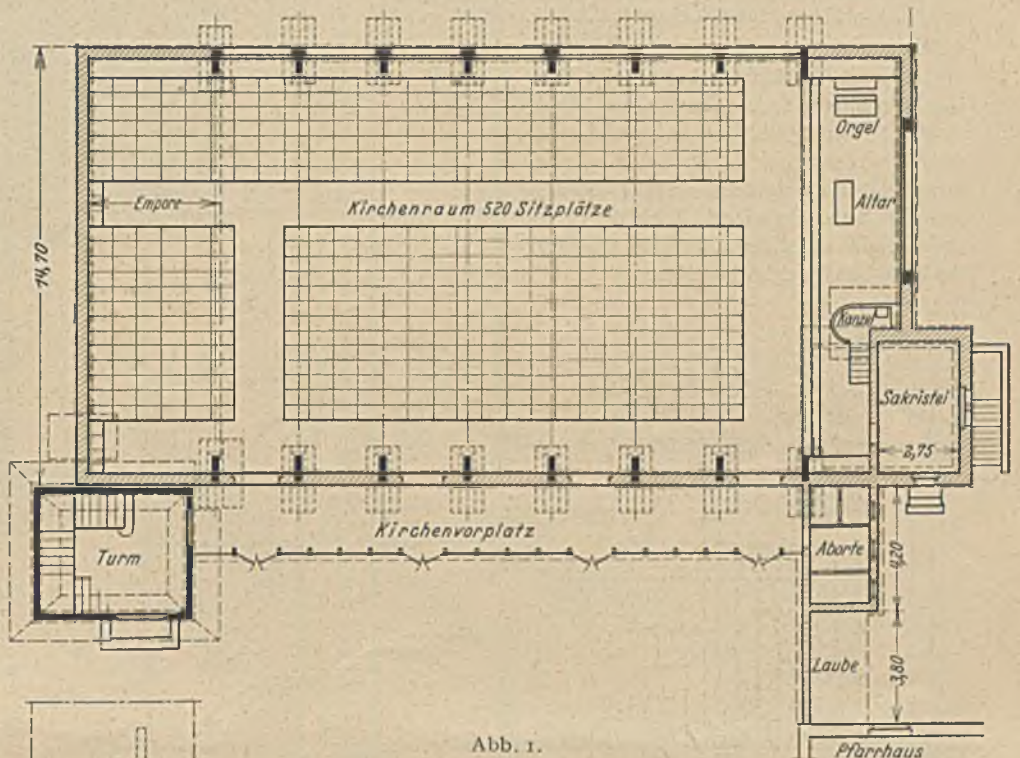 Orgel
14,70
Empore
Kirchenraum 520 Sitzplätze
Altar
Kanzel
Sakristei
2,75
Kirchenvorplatz
Turm
Aborte
4,20
Laube
3,80
Abb. 1.
Pfarrhaus